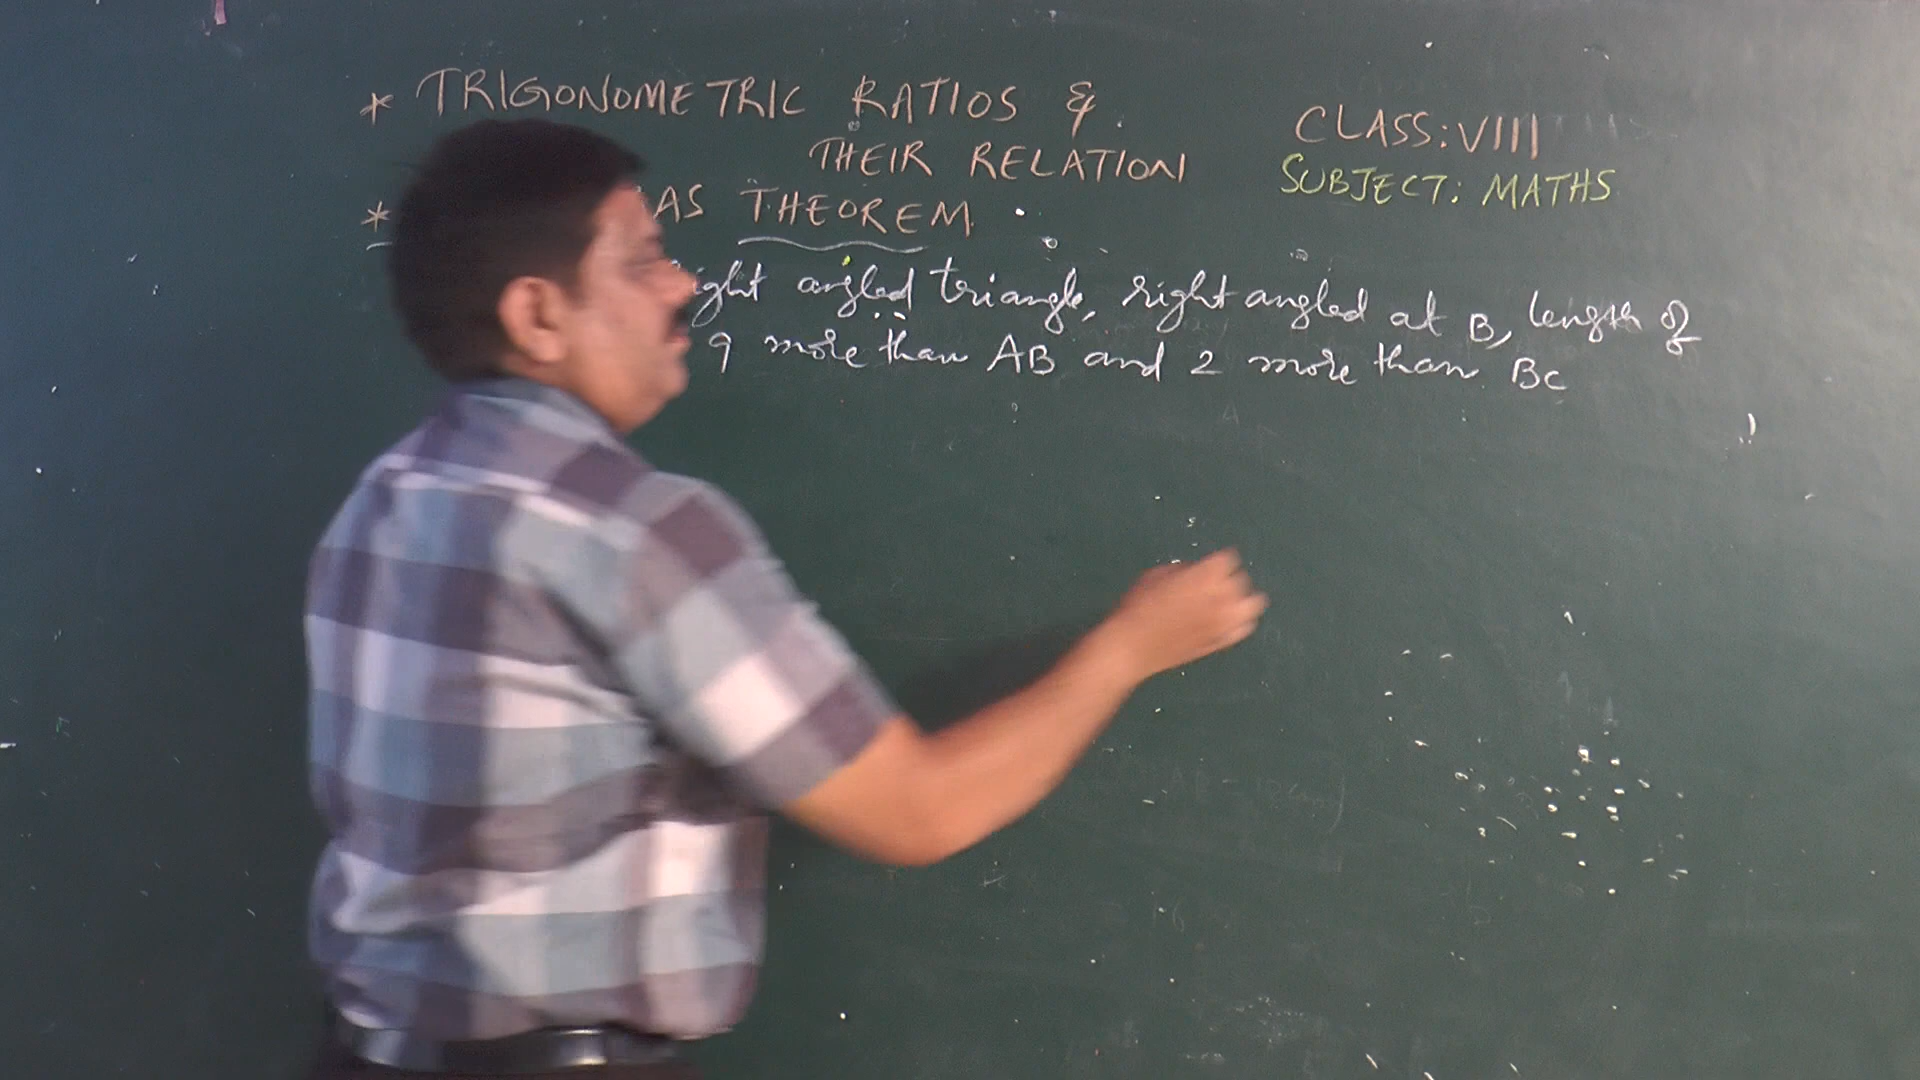 * TRIGONOMETRIC RATIOS &
THEIR RELATION
* AS THEOREM
CLASS: VIII
SUBJECT: MATHS
ight angled triangle, right angled at B, length of
9 more than AB and 2 more than BC